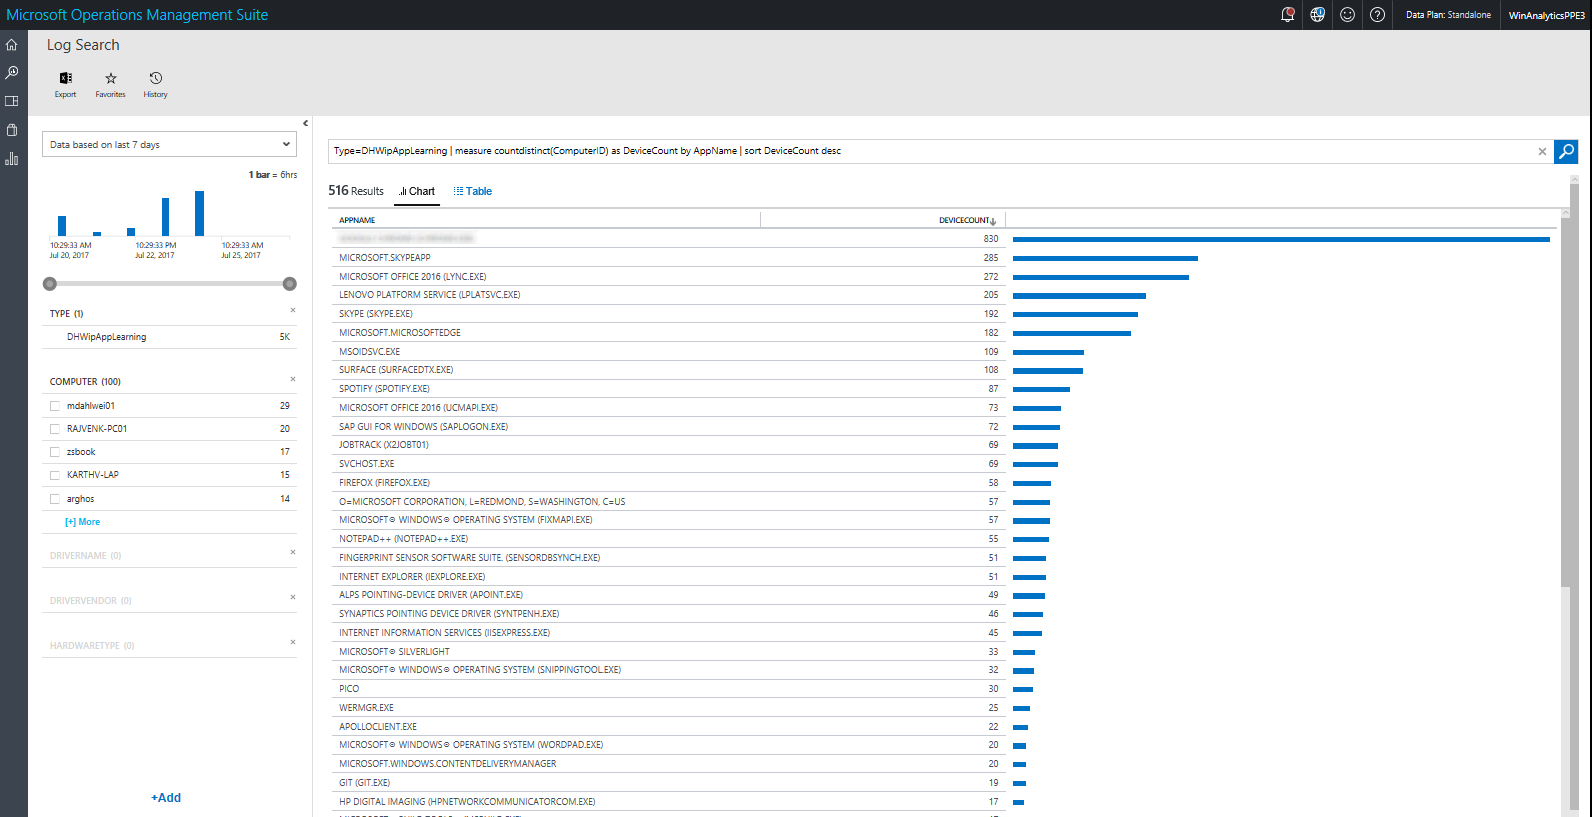 Microsoft Operations Management Suite
Data Plan: Standalone
WinAnalyticsPPE3
Log Search
Export
Favorites
History
Data based on last 7 days
1 bar = 6hrs
10:29:33 AM
Jul 20, 2017
10:29:33 PM
Jul 22, 2017
10:29:33 AM
Jul 25, 2017
TYPE (1)
DHWipAppLearning 5K
COMPUTER (100)
mdahlwei01 29
RAJVENK-PC01 20
zsbook 17
KARTHV-LAP 15
arghos 14
[+] More
DRIVERNAME (0)
DRIVERVENDOR (0)
HARDWARETYPE (0)
+Add
Type=DHWipAppLearning | measure countdistinct(ComputerID) as DeviceCount by AppName | sort DeviceCount desc
516 Results Chart Table
APPNAME DEVICECOUNT
830
MICROSOFT.SKYPEAPP 285
MICROSOFT OFFICE 2016 (LYNC.EXE) 272
LENOVO PLATFORM SERVICE (LPLATSVC.EXE) 205
SKYPE (SKYPE.EXE) 192
MICROSOFT.MICROSOFTEDGE 182
MSOIDSVC.EXE 109
SURFACE (SURFACEDTX.EXE) 108
SPOTIFY (SPOTIFY.EXE) 87
MICROSOFT OFFICE 2016 (UCMAPI.EXE) 73
SAP GUI FOR WINDOWS (SAPLOGON.EXE) 72
JOBTRACK (X2JOBT01) 69
SVCHOST.EXE 69
FIREFOX (FIREFOX.EXE) 58
O=MICROSOFT CORPORATION, L=REDMOND, S=WASHINGTON, C=US 57
MICROSOFT® WINDOWS® OPERATING SYSTEM (FIXMAPI.EXE) 57
NOTEPAD++ (NOTEPAD++.EXE) 55
FINGERPRINT SENSOR SOFTWARE SUITE. (SENSORDBSYNCH.EXE) 51
INTERNET EXPLORER (IEXPLORE.EXE) 51
ALPS POINTING-DEVICE DRIVER (APOINT.EXE) 49
SYNAPTICS POINTING DEVICE DRIVER (SYNTPENH.EXE) 46
INTERNET INFORMATION SERVICES (IISEXPRESS.EXE) 45
MICROSOFT® SILVERLIGHT 33
MICROSOFT® WINDOWS® OPERATING SYSTEM (SNIPPINGTOOL.EXE) 32
PICO 30
WERMGR.EXE 25
APOLLOCLIENT.EXE 22
MICROSOFT® WINDOWS® OPERATING SYSTEM (WORDPAD.EXE) 20
MICROSOFT.WINDOWS.CONTENTDELIVERYMANAGER 20
GIT (GIT.EXE) 19
HP DIGITAL IMAGING (HPNETWORKCOMMUNICATORCOM.EXE) 17